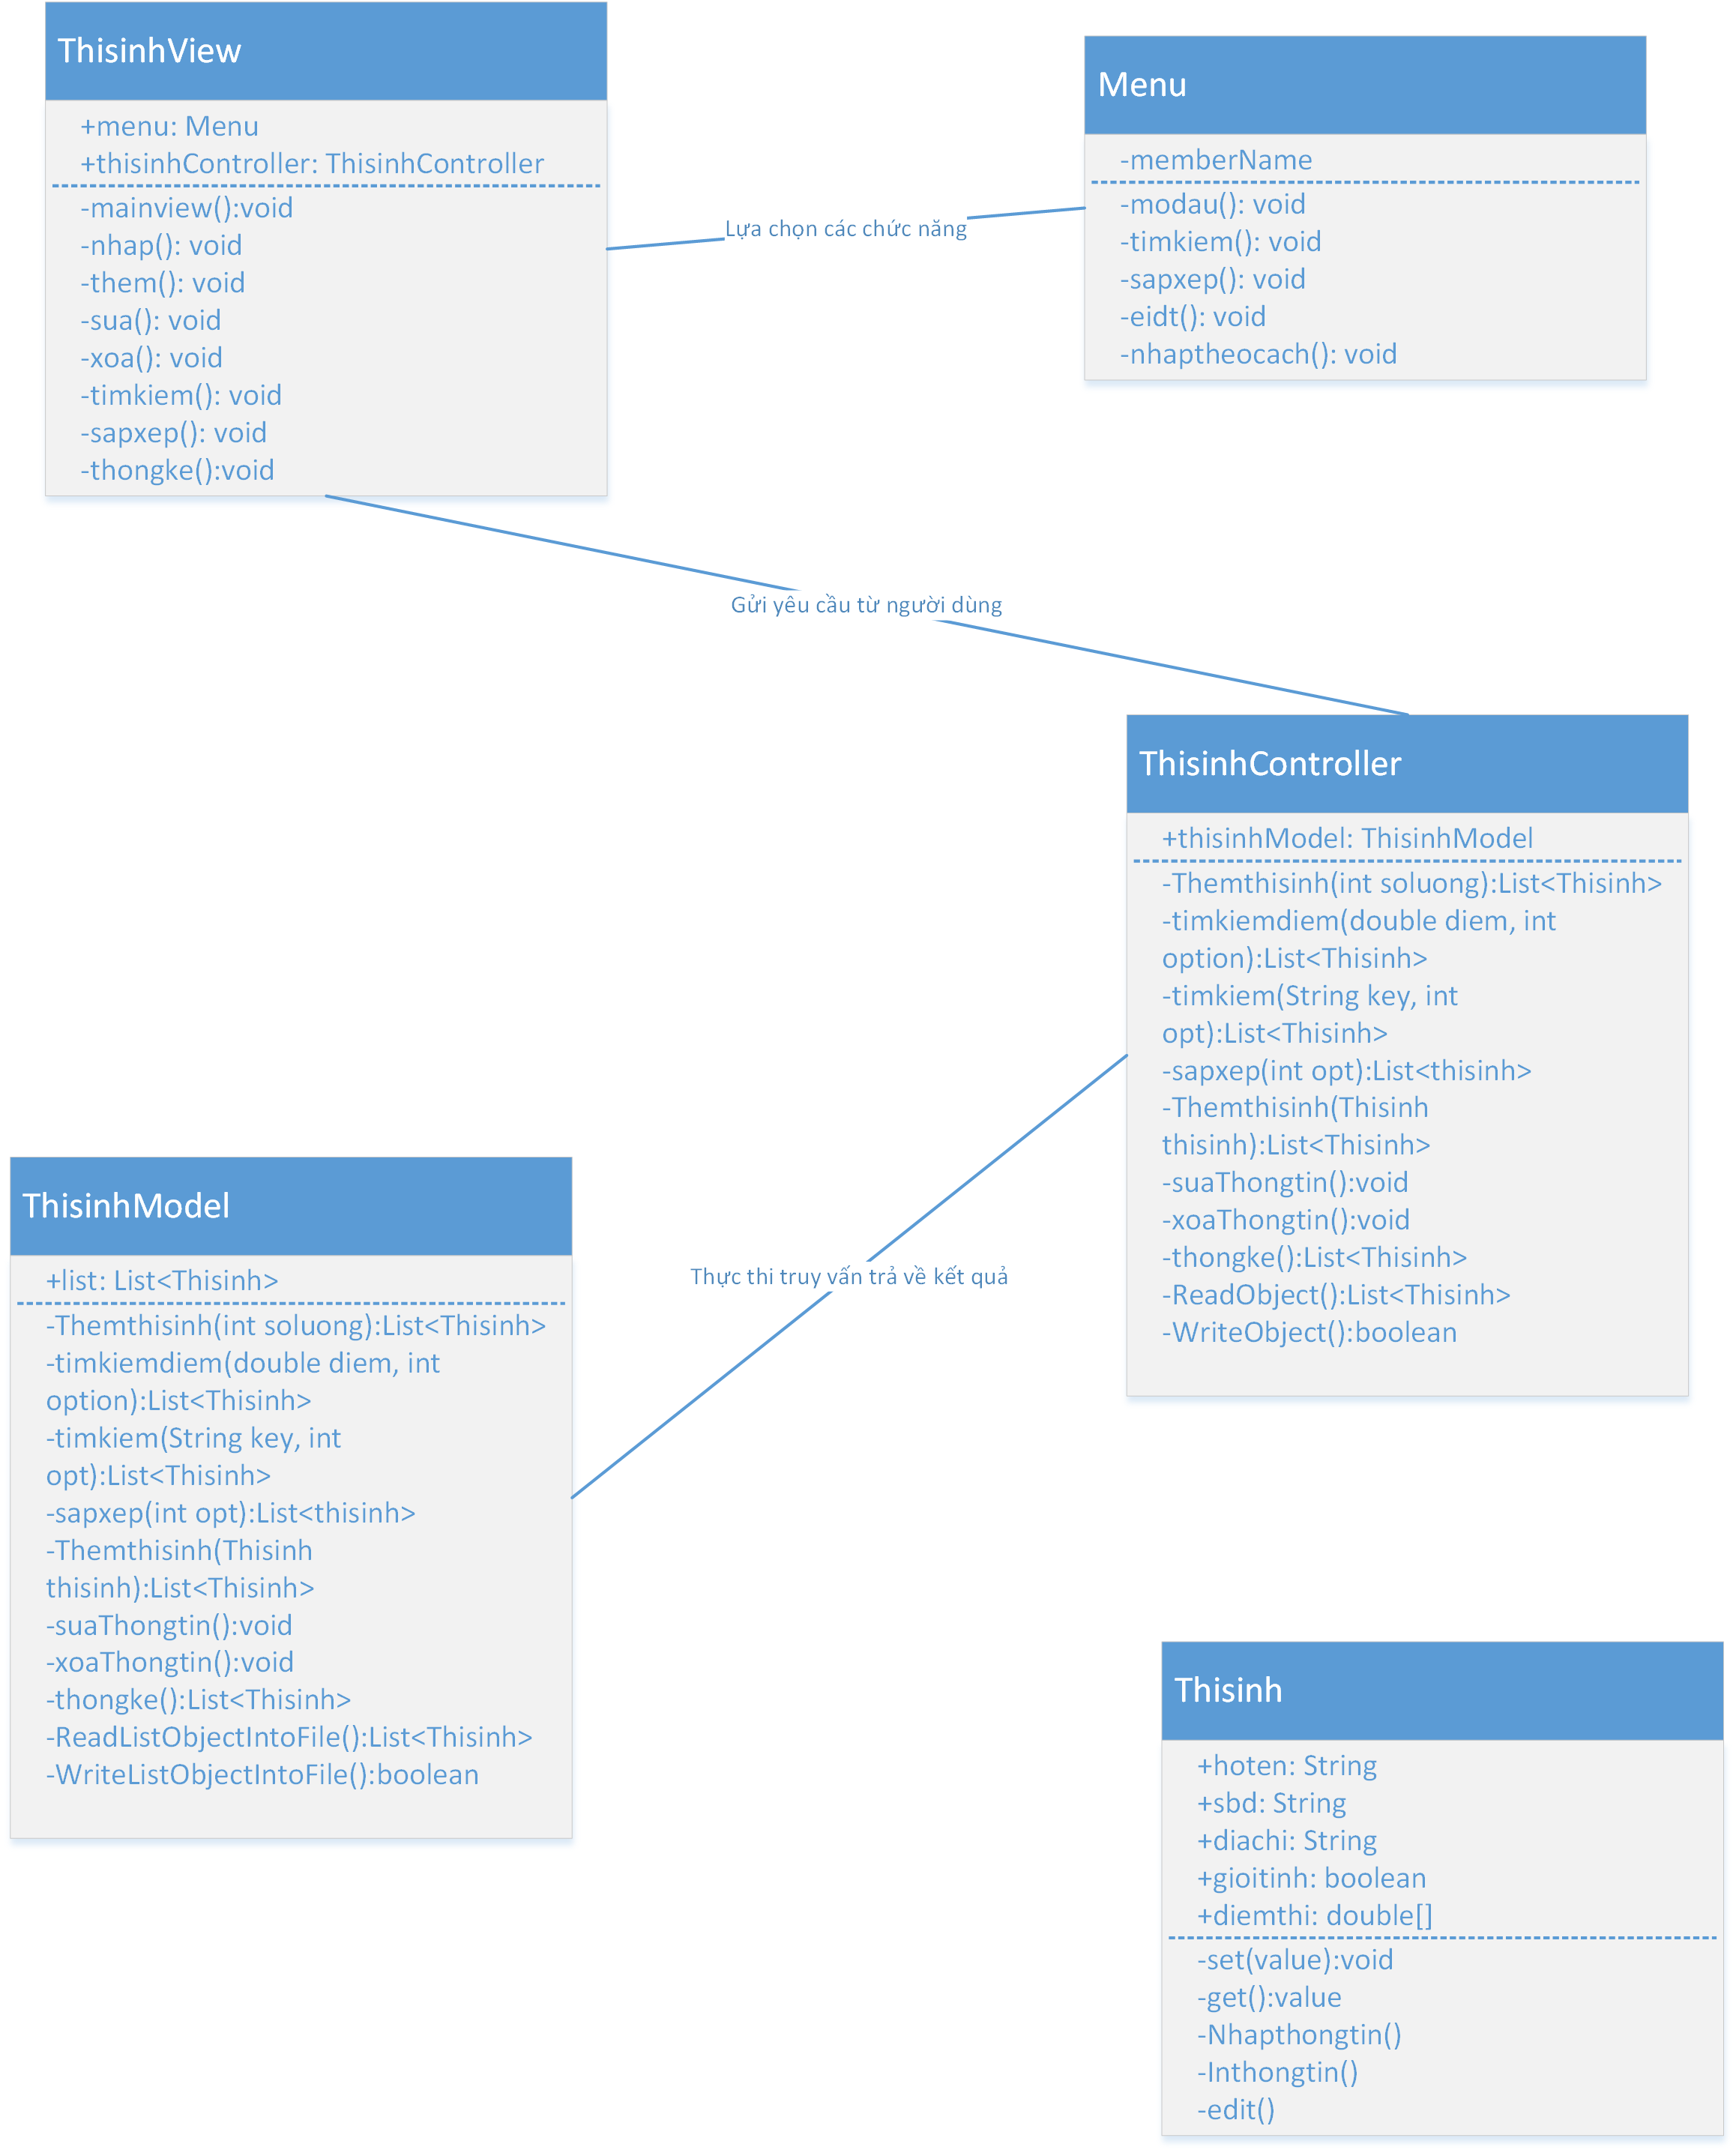 ThisinhView
+menu: Menu
+thisinhController: ThisinhController
-mainview():void
-nhap(): void
-them(): void
-sua(): void
-xoa(): void
-timkiem(): void
-sapxep(): void
-thongke():void
Lựa chọn các chức năng
Menu
-memberName
-modau(): void
-timkiem(): void
-sapxep(): void
-eidt(): void
-nhaptheocach(): void
Gửi yêu cầu từ người dùng
ThisinhController
+thisinhModel: ThisinhModel
-Themthisinh(int soluong):List<Thisinh>
-timkiemdiem(double diem, int
option):List<Thisinh>
-timkiem(String key, int
opt):List<Thisinh>
-sapxep(int opt):List<thisinh>
-Themthisinh(Thisinh
thisinh):List<Thisinh>
-suaThongtin():void
-xoaThongtin():void
-thongke():List<Thisinh>
-ReadObject():List<Thisinh>
-WriteObject():boolean
Thực thi truy vấn trả về kết quả
ThisinhModel
+list: List<Thisinh>
-Themthisinh(int soluong):List<Thisinh>
-timkiemdiem(double diem, int
option):List<Thisinh>
-timkiem(String key, int
opt):List<Thisinh>
-sapxep(int opt):List<thisinh>
-Themthisinh(Thisinh
thisinh):List<Thisinh>
-suaThongtin():void
-xoaThongtin():void
-thongke():List<Thisinh>
-ReadListObjectIntoFile():List<Thisinh>
-WriteListObjectIntoFile():boolean
Thisinh
+hoten: String
+sbd: String
+diachi: String
+gioitinh: boolean
+diemthi: double[]
-set(value):void
-get():value
-Nhapthongtin()
-Inthongtin()
-edit()